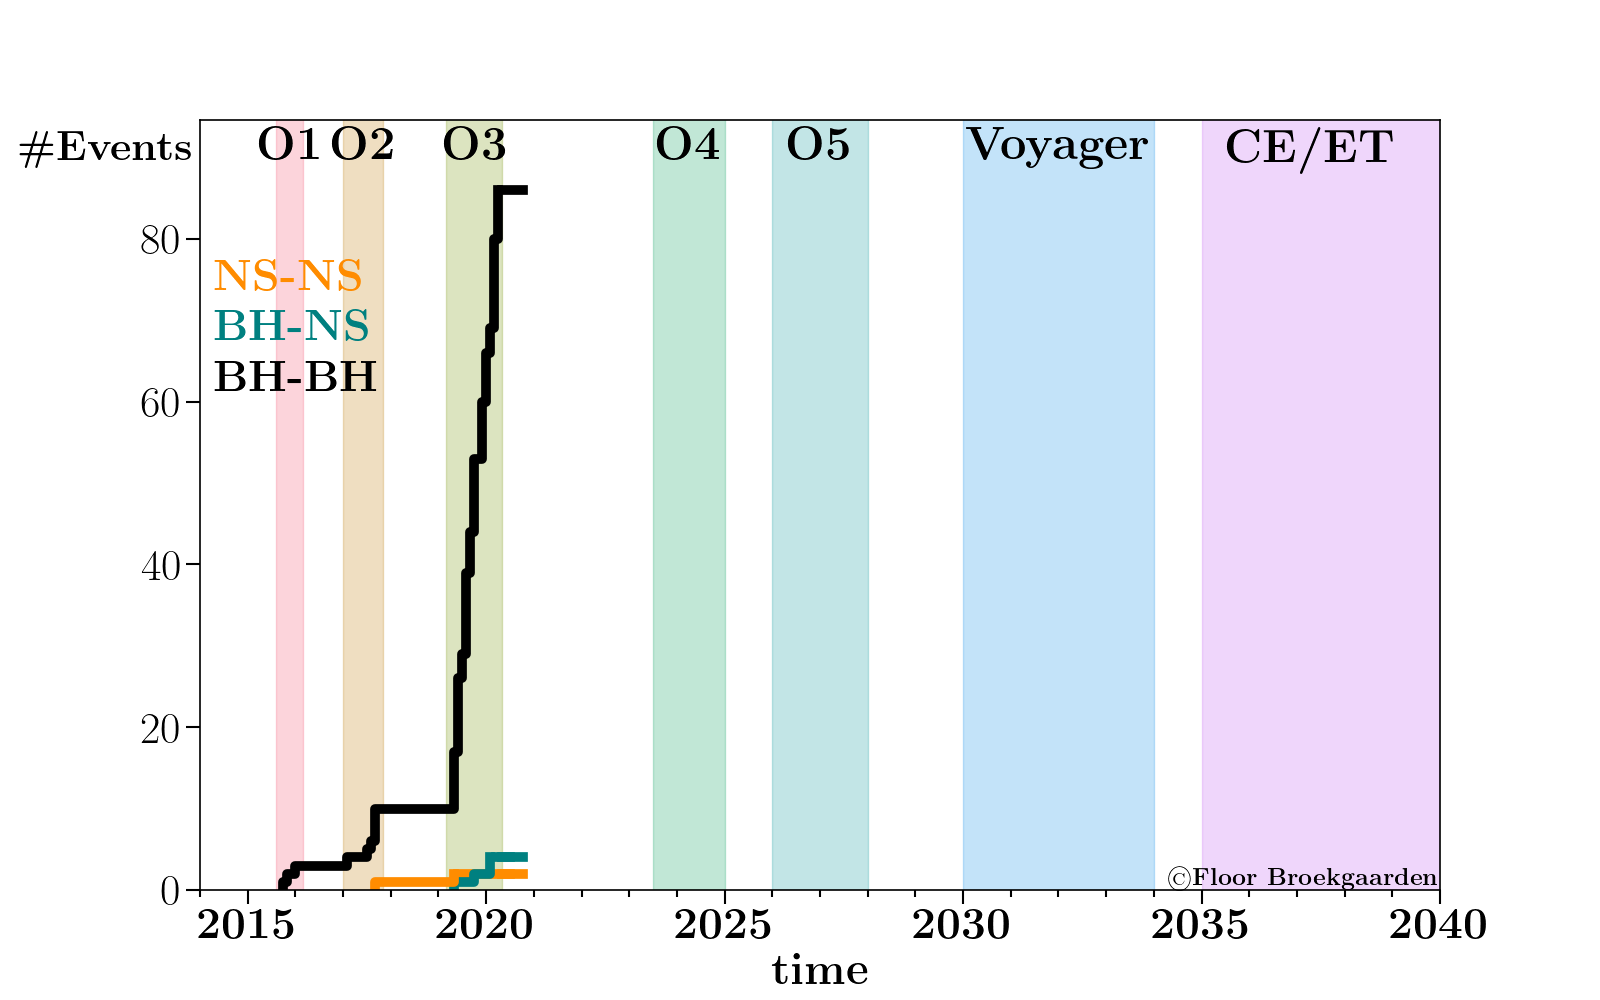 #Events O1 O2 O3 O4 O5 Voyager CE/ET
80
NS-NS
BH-NS
BH-BH
60
40
20
0
©Floor Broekgaarden
2015 2020 2025 2030 2035 2040
time